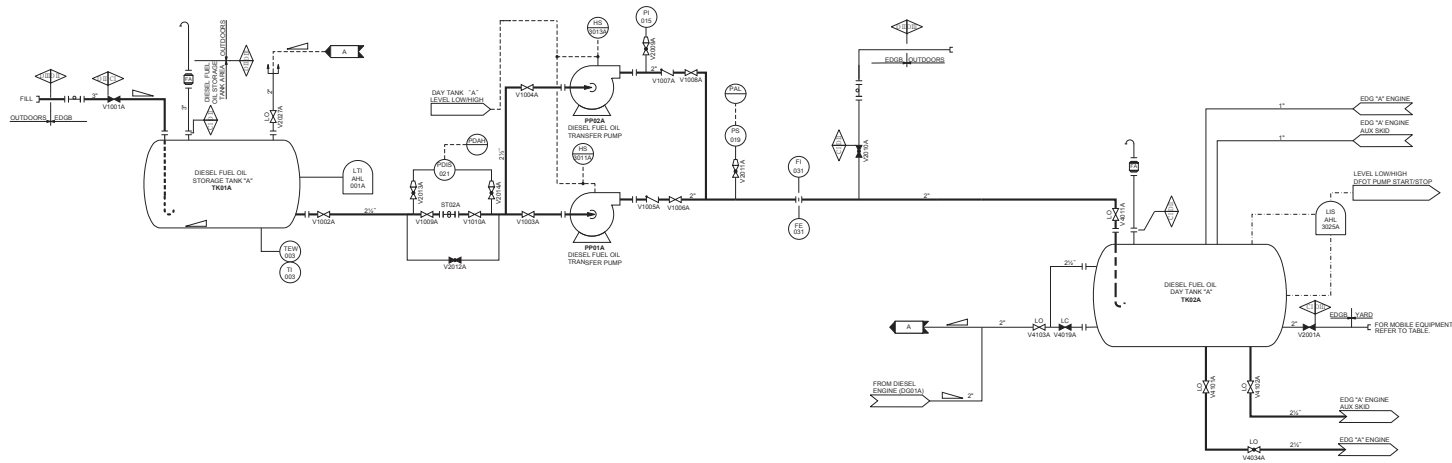 FILL
OUTDOORS
EDGB
3"
V1001A
FA
3"
DIESEL FUEL
OIL STORAGE
TANK AREA
OUTDOORS
A
2"
LO
V2027A
DIESEL FUEL OIL
STORAGE TANK "A"
TK01A
LTI
AHL
001A
TEW
003
TI
003
V1002A
2½"
PDIS
021
PDAH
V2013A
V2014A
ST02A
V1009A
V1010A
V2012A
DAY TANK "A"
LEVEL LOW/HIGH
2½"
V1004A
V1003A
HS
3013A
PP02A
DIESEL FUEL OIL
TRANSFER PUMP
HS
3011A
PP01A
DIESEL FUEL OIL
TRANSFER PUMP
PI
015
V2009A
2"
V1007A
V1008A
V1005A
V1006A
2"
PAL
PS
019
V2011A
FI
031
FE
031
EDGB
OUTDOORS
V2010A
2"
1"
EDG "A" ENGINE
1"
EDG 'A' ENGINE
AUX SKID
LEVEL LOW/HIGH
DFOT PUMP START/STOP
LIS
AHL
3025A
LO
V4011A
DIESEL FUEL OIL
DAY TANK "A"
TK02A
2½"
A
2"
LO
V4103A
LC
V4019A
FROM DIESEL
ENGINE (DG01A)
2"
2"
V2001A
EDGB
YARD
FOR MOBILE EQUIPMENT
REFER TO TABLE.
LO
V4101A
LO
V4102A
2½"
EDG 'A' ENGINE
AUX SKID
LO
V4034A
2½"
EDG "A" ENGINE